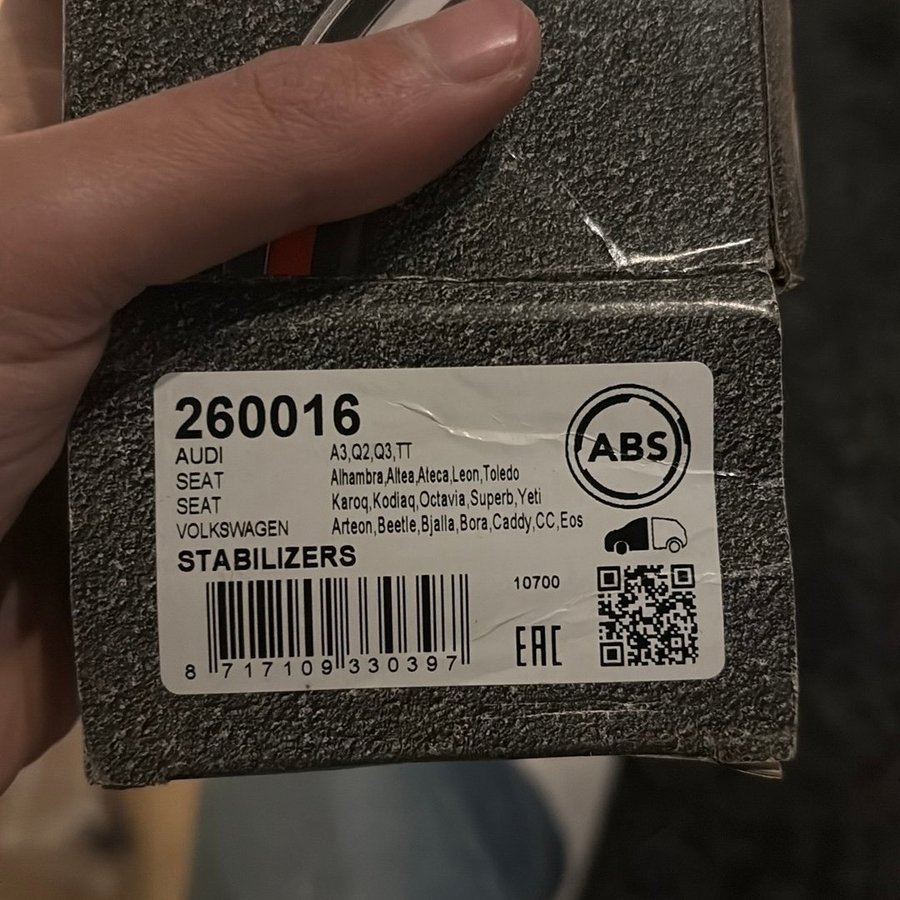 260016
ABS
AUDI A3,Q2,Q3,TT
SEAT Alhambra,Altea,Ateca,Leon,Toledo
SEAT Karoq,Kodiaq,Octavia,Superb,Yeti
VOLKSWAGEN Arteon,Beetle,Bjalla,Bora,Caddy,CC,Eos
STABILIZERS
10700
EAC
8 717109 330397